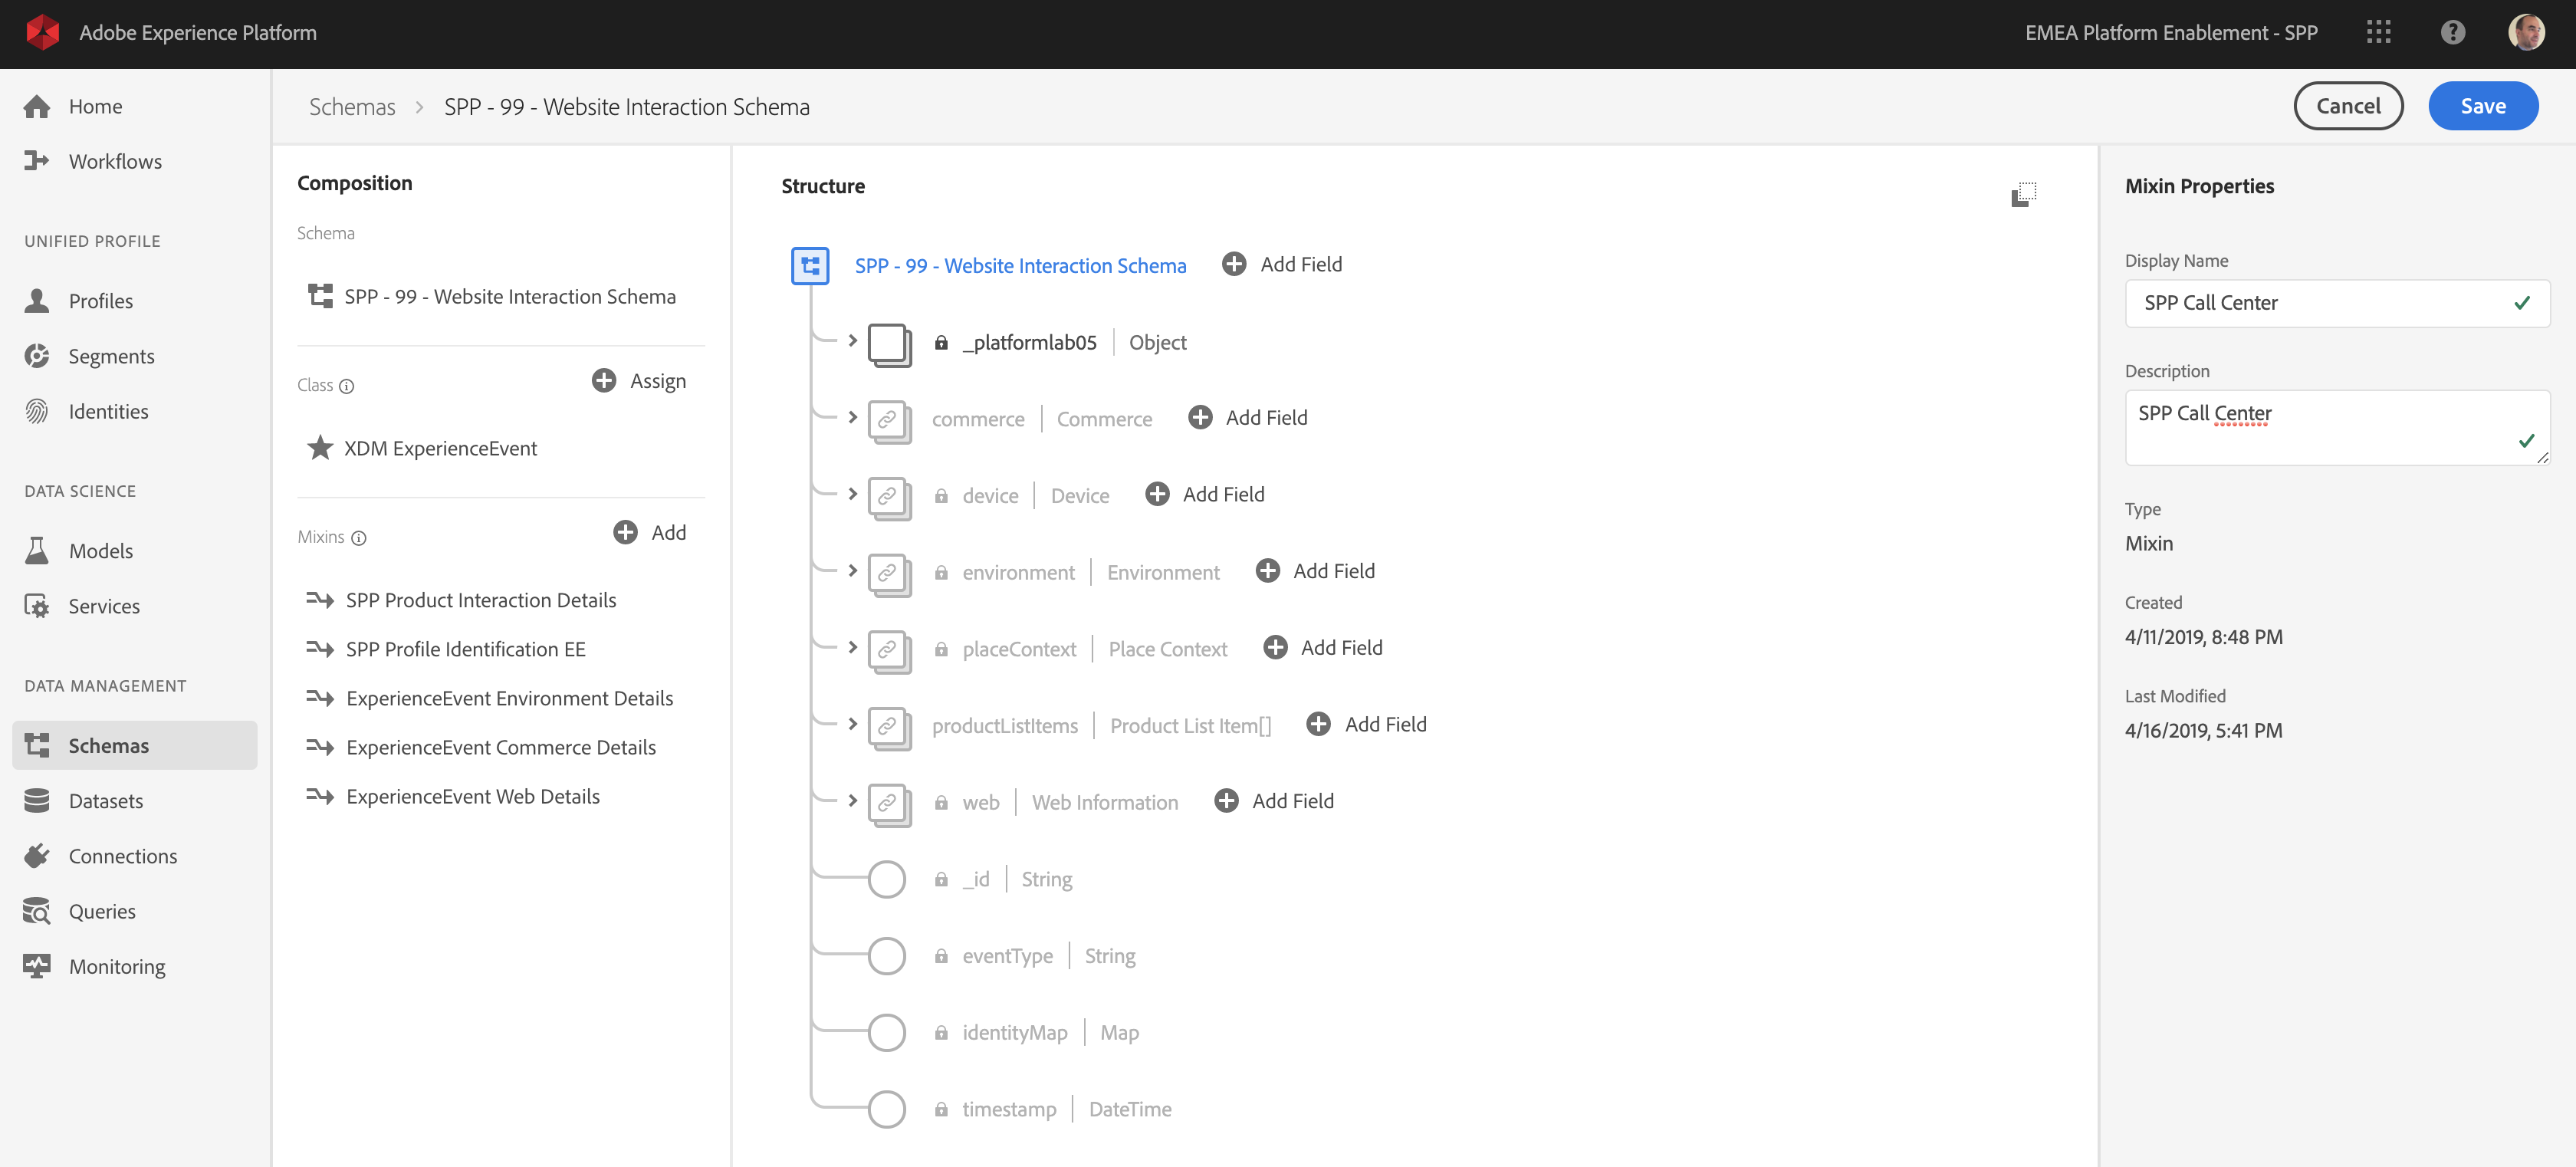 Adobe Experience Platform
EMEA Platform Enablement - SPP
Home
Workflows
UNIFIED PROFILE
Profiles
Segments
Identities
DATA SCIENCE
Models
Services
DATA MANAGEMENT
Schemas
Datasets
Connections
Queries
Monitoring
Schemas > SPP - 99 - Website Interaction Schema
Cancel
Save
Composition
Schema
SPP - 99 - Website Interaction Schema
Class
Assign
XDM ExperienceEvent
Mixins
Add
SPP Product Interaction Details
SPP Profile Identification EE
ExperienceEvent Environment Details
ExperienceEvent Commerce Details
ExperienceEvent Web Details
Structure
SPP - 99 - Website Interaction Schema Add Field
_platformlab05 | Object
commerce | Commerce Add Field
device | Device Add Field
environment | Environment Add Field
placeContext | Place Context Add Field
productListItems | Product List Item[] Add Field
web | Web Information Add Field
_id | String
eventType | String
identityMap | Map
timestamp | DateTime
Mixin Properties
Display Name
SPP Call Center
Description
SPP Call Center
Type
Mixin
Created
4/11/2019, 8:48 PM
Last Modified
4/16/2019, 5:41 PM